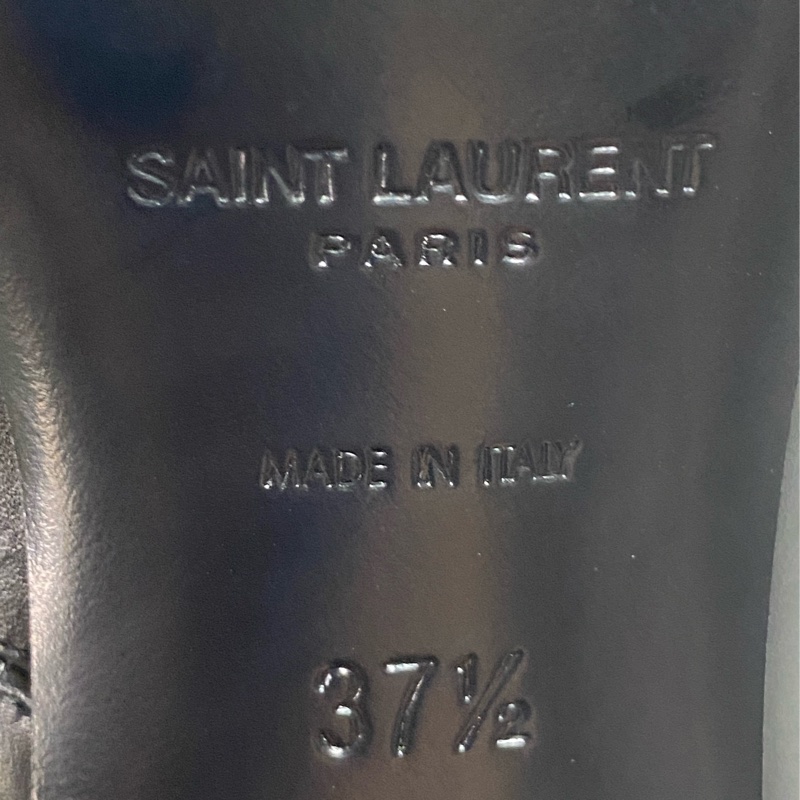 SAINT LAURENT
PARIS
MADE IN ITALY
37½